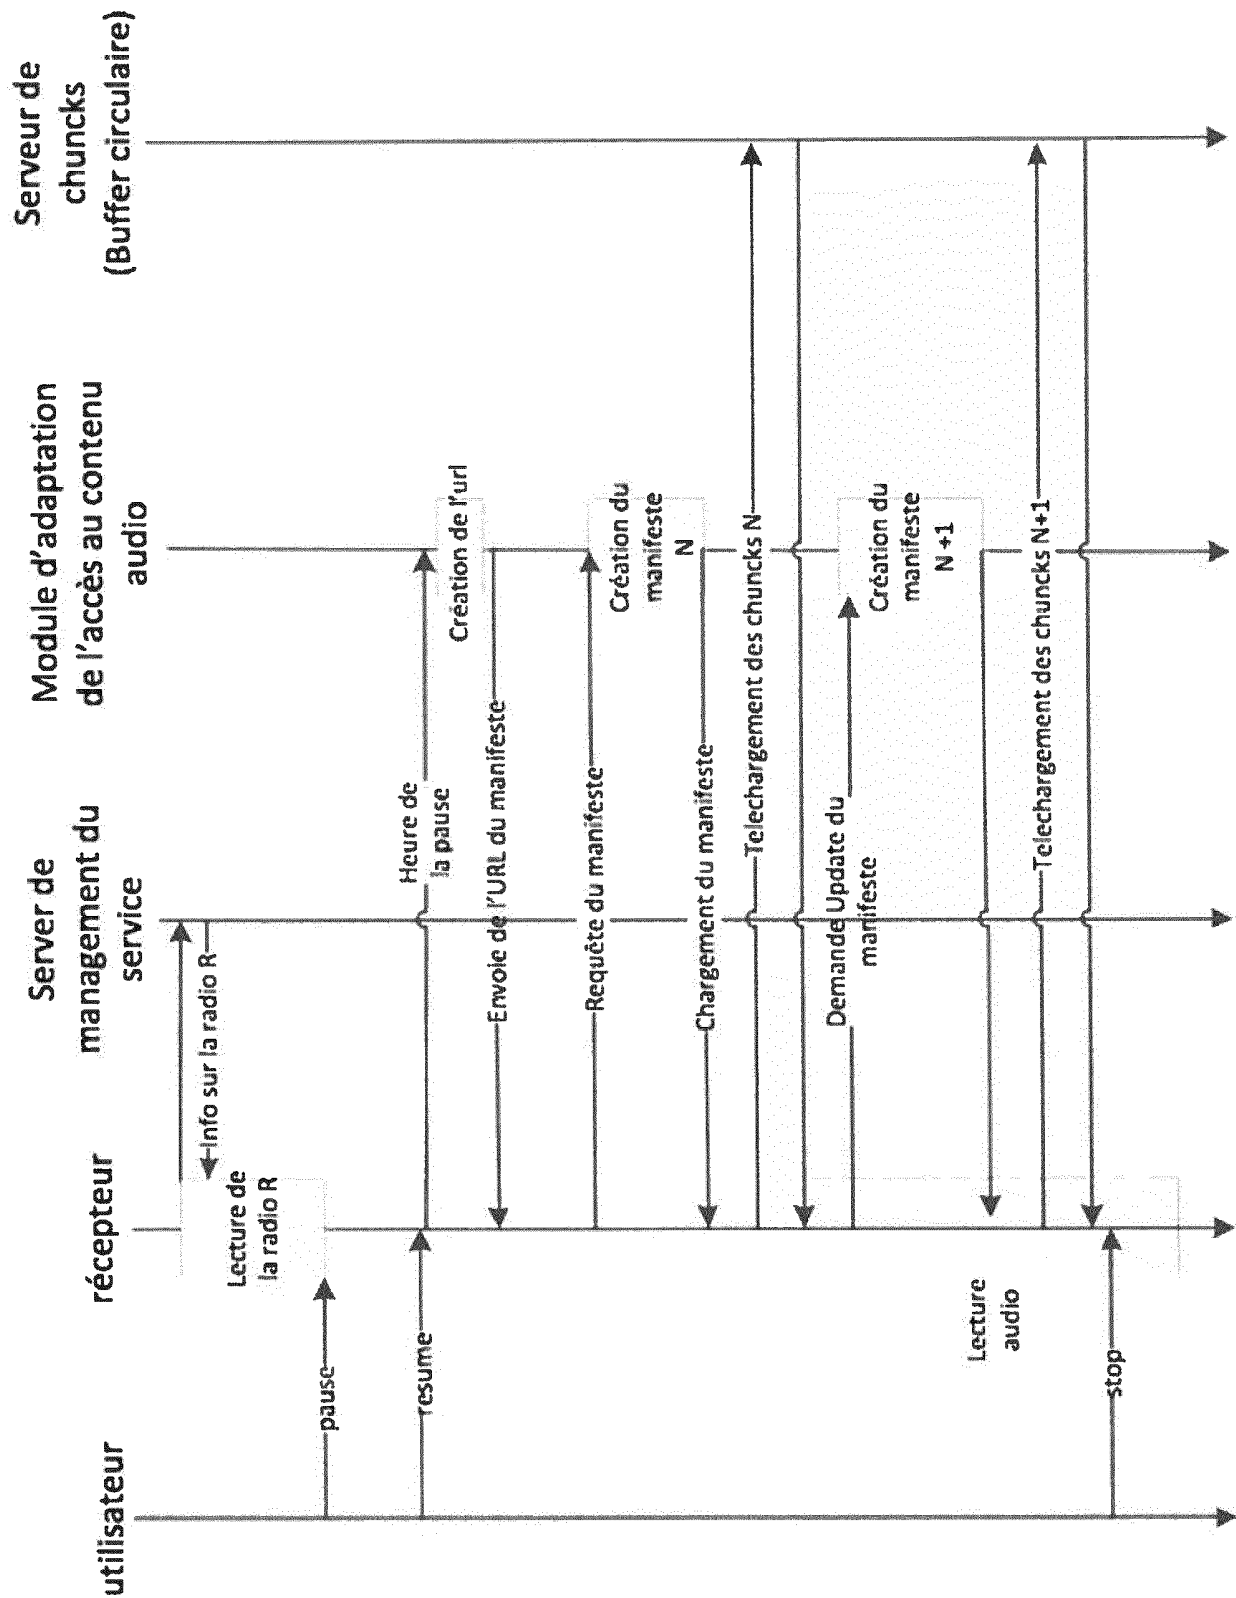 utilisateur
récepteur
Server de
management du
service
Module d'adaptation
de l'accès au contenu
audio
Serveur de
chuncks
(Buffer circulaire)
Info sur la radio R
Lecture de
la radio R
pause
resume
Heure de
la pause
Création de l'url
Envoie de l'URL du manifeste
Requête du manifeste
Création du
manifeste
N
Chargement du manifeste
Telechargement des chuncks N
Demande Update du
manifeste
Création du
manifeste
N +1
Lecture
audio
Telechargement des chuncks N+1
stop